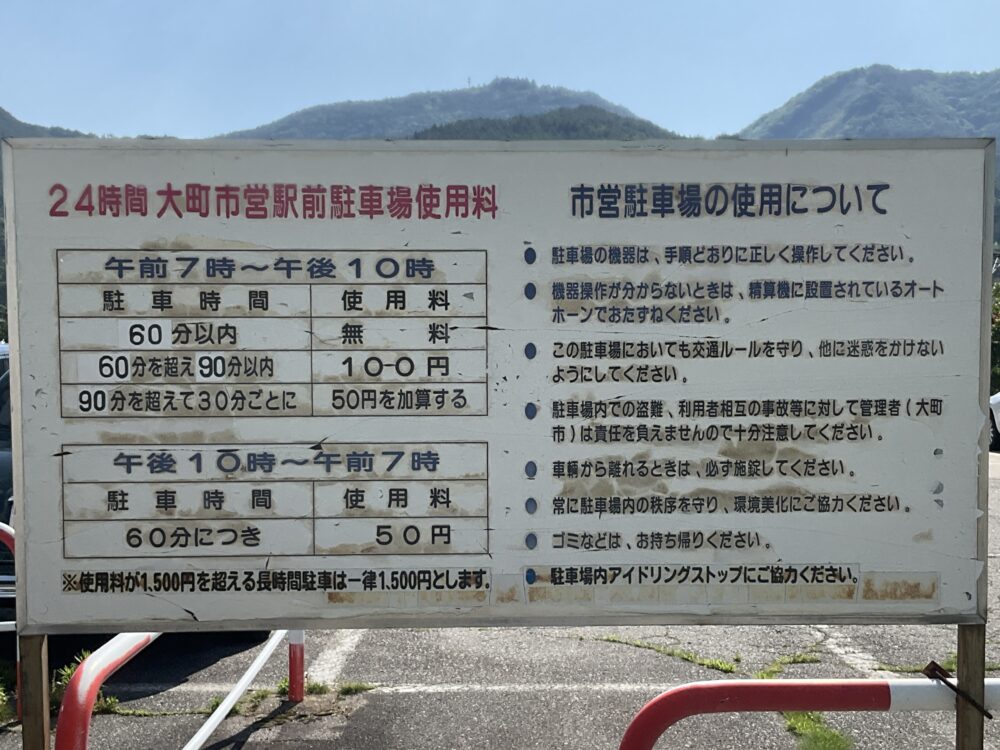 24時間 大町市営駅前駐車場使用料
午前7時～午後10時
駐車時間 使用料
60分以内 無料
60分を超え90分以内 100円
90分を超えて30分ごとに 50円を加算する
午後10時～午前7時
駐車時間 使用料
60分につき 50円
※使用料が1,500円を超える長時間駐車は一律1,500円とします。
市営駐車場の使用について
● 駐車場の機器は、手順どおりに正しく操作してください。
● 機器操作が分からないときは、精算機に設置されているオート
ホーンでおたずねください。
● この駐車場においても交通ルールを守り、他に迷惑をかけない
ようにしてください。
● 駐車場内での盗難、利用者相互の事故等に対して管理者(大町
市)は責任を負えませんので十分注意してください。
● 車輌から離れるときは、必ず施錠してください。
● 常に駐車場内の秩序を守り、環境美化にご協力ください。
● ゴミなどは、お持ち帰りください。
● 駐車場内アイドリングストップにご協力ください。